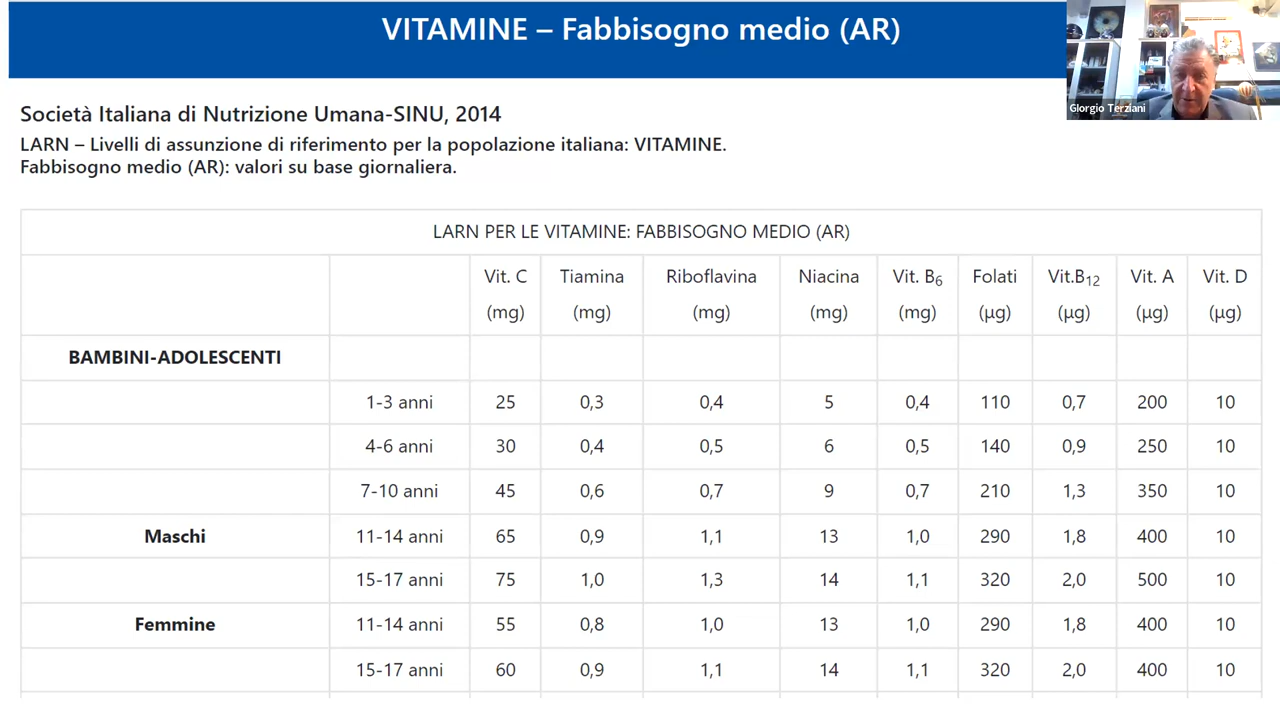 VITAMINE – Fabbisogno medio (AR)
GIorgio Terziani
Società Italiana di Nutrizione Umana-SINU, 2014
LARN – Livelli di assunzione di riferimento per la popolazione italiana: VITAMINE.
Fabbisogno medio (AR): valori su base giornaliera.
LARN PER LE VITAMINE: FABBISOGNO MEDIO (AR)
Vit. C Tiamina Riboflavina Niacina Vit. B6 Folati Vit.B12 Vit. A Vit. D
(mg) (mg) (mg) (mg) (mg) (µg) (µg) (µg) (µg)
BAMBINI-ADOLESCENTI
1-3 anni 25 0,3 0,4 5 0,4 110 0,7 200 10
4-6 anni 30 0,4 0,5 6 0,5 140 0,9 250 10
7-10 anni 45 0,6 0,7 9 0,7 210 1,3 350 10
Maschi 11-14 anni 65 0,9 1,1 13 1,0 290 1,8 400 10
15-17 anni 75 1,0 1,3 14 1,1 320 2,0 500 10
Femmine 11-14 anni 55 0,8 1,0 13 1,0 290 1,8 400 10
15-17 anni 60 0,9 1,1 14 1,1 320 2,0 400 10